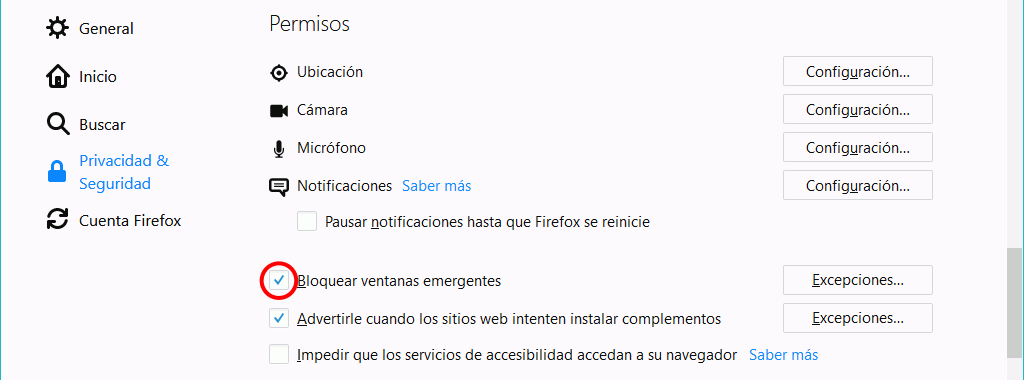 Permisos
General
Inicio
Buscar
Privacidad &
Seguridad
Cuenta Firefox
Ubicación Configuración...
Cámara Configuración...
Micrófono Configuración...
Notificaciones Saber más Configuración...
Pausar notificaciones hasta que Firefox se reinicie
Bloquear ventanas emergentes Excepciones...
Advertirle cuando los sitios web intenten instalar complementos Excepciones...
Impedir que los servicios de accesibilidad accedan a su navegador Saber más